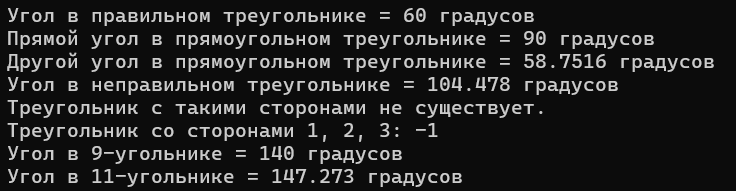 Угол в правильном треугольнике = 60 градусов
Прямой угол в прямоугольном треугольнике = 90 градусов
Другой угол в прямоугольном треугольнике = 58.7516 градусов
Угол в неправильном треугольнике = 104.478 градусов
Треугольник с такими сторонами не существует.
Треугольник со сторонами 1, 2, 3: -1
Угол в 9-угольнике = 140 градусов
Угол в 11-угольнике = 147.273 градусов